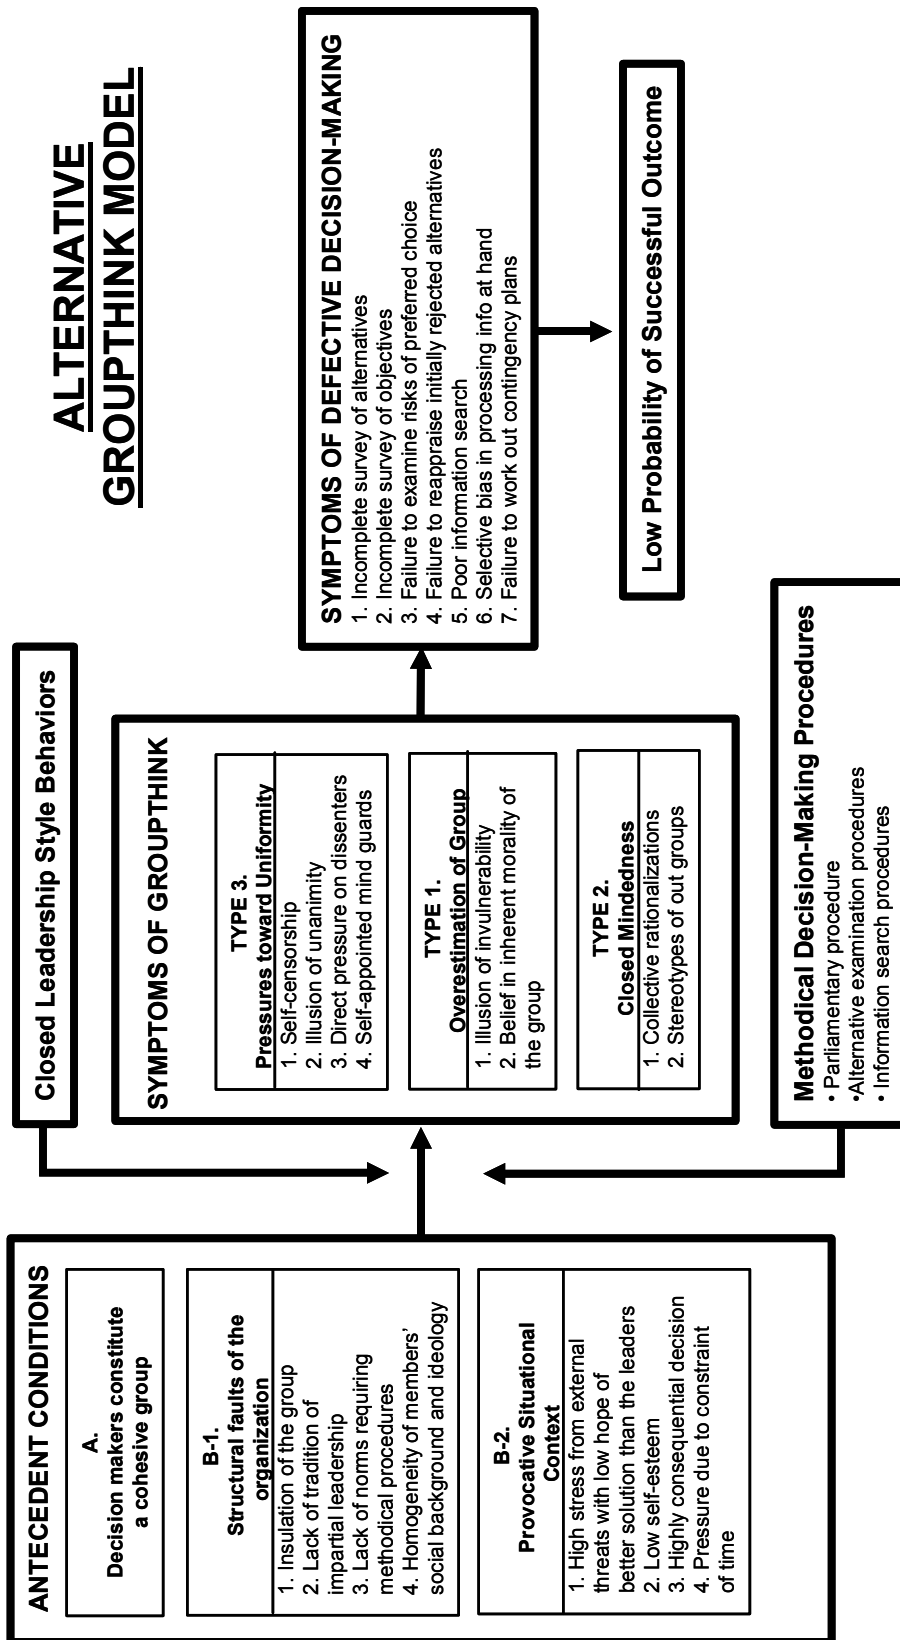 ALTERNATIVE
GROUPTHINK MODEL
ANTECEDENT CONDITIONS
A.
Decision makers constitute
a cohesive group
B-1.
Structural faults of the
organization
1. Insulation of the group
2. Lack of tradition of
impartial leadership
3. Lack of norms requiring
methodical procedures
4. Homogeneity of members’
social background and ideology
B-2.
Provocative Situational
Context
1. High stress from external
threats with low hope of
better solution than the leaders
2. Low self-esteem
3. Highly consequential decision
4. Pressure due to constraint
of time
Closed Leadership Style Behaviors
SYMPTOMS OF GROUPTHINK
TYPE 3.
Pressures toward Uniformity
1. Self-censorship
2. Illusion of unanimity
3. Direct pressure on dissenters
4. Self-appointed mind guards
TYPE 1.
Overestimation of Group
1. Illusion of invulnerability
2. Belief in inherent morality of
the group
TYPE 2.
Closed Mindedness
1. Collective rationalizations
2. Stereotypes of out groups
Methodical Decision-Making Procedures
• Parliamentary procedure
•Alternative examination procedures
• Information search procedures
SYMPTOMS OF DEFECTIVE DECISION-MAKING
1. Incomplete survey of alternatives
2. Incomplete survey of objectives
3. Failure to examine risks of preferred choice
4. Failure to reappraise initially rejected alternatives
5. Poor information search
6. Selective bias in processing info at hand
7. Failure to work out contingency plans
Low Probability of Successful Outcome